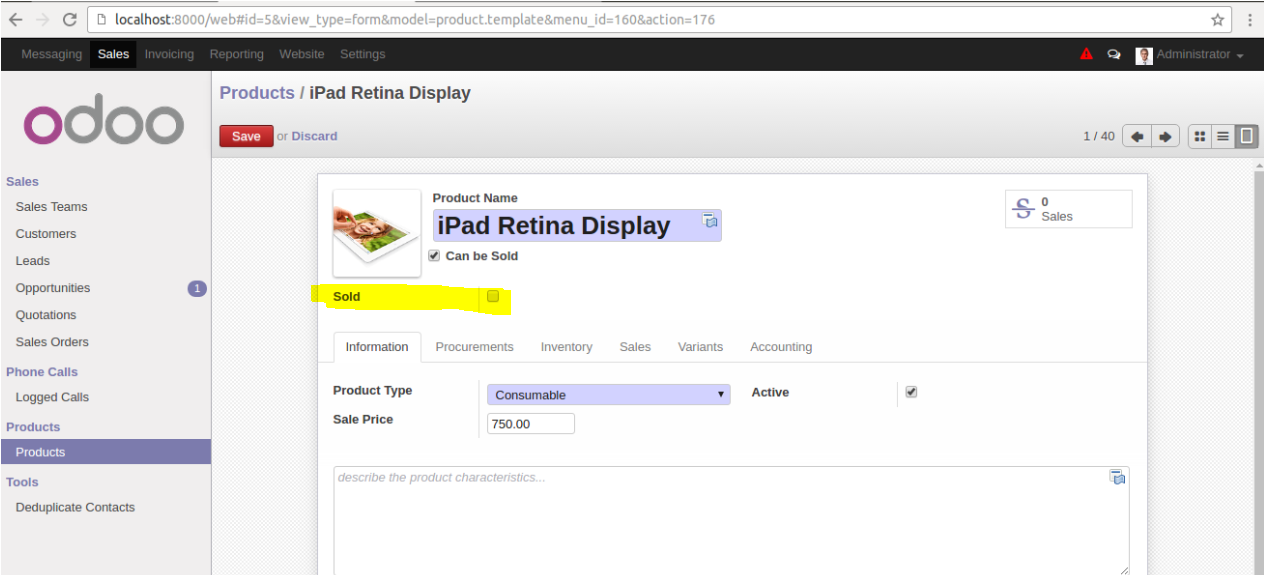 localhost:8000/web#id=5&view_type=form&model=product.template&menu_id=160&action=176
Messaging Sales Invoicing Reporting Website Settings Administrator
odoo
Products / iPad Retina Display
Save or Discard
1 / 40
Sales
Sales Teams
Customers
Leads
Opportunities 1
Quotations
Sales Orders
Phone Calls
Logged Calls
Products
Products
Tools
Deduplicate Contacts
Product Name
iPad Retina Display
Can be Sold
0
Sales
Sold
Information Procurements Inventory Sales Variants Accounting
Product Type Consumable Active
Sale Price 750.00
describe the product characteristics...